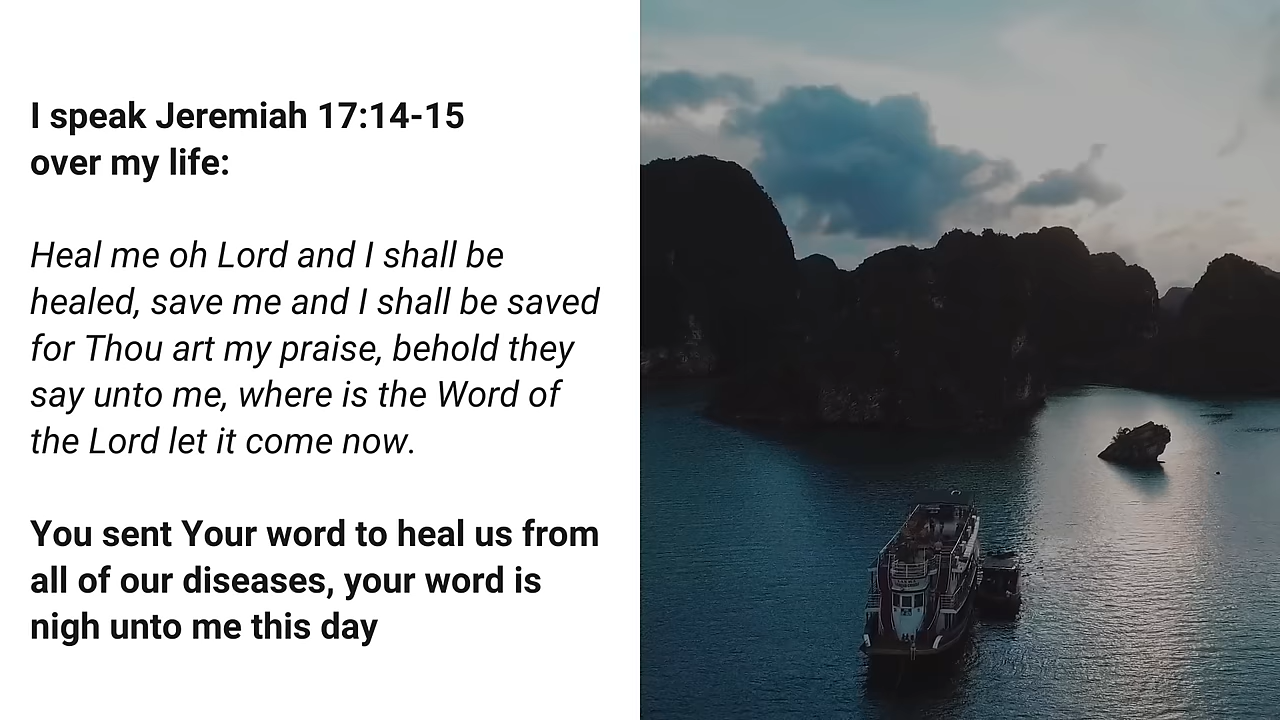 I speak Jeremiah 17:14-15
over my life:
Heal me oh Lord and I shall be
healed, save me and I shall be saved
for Thou art my praise, behold they
say unto me, where is the Word of
the Lord let it come now.
You sent Your word to heal us from
all of our diseases, your word is
nigh unto me this day